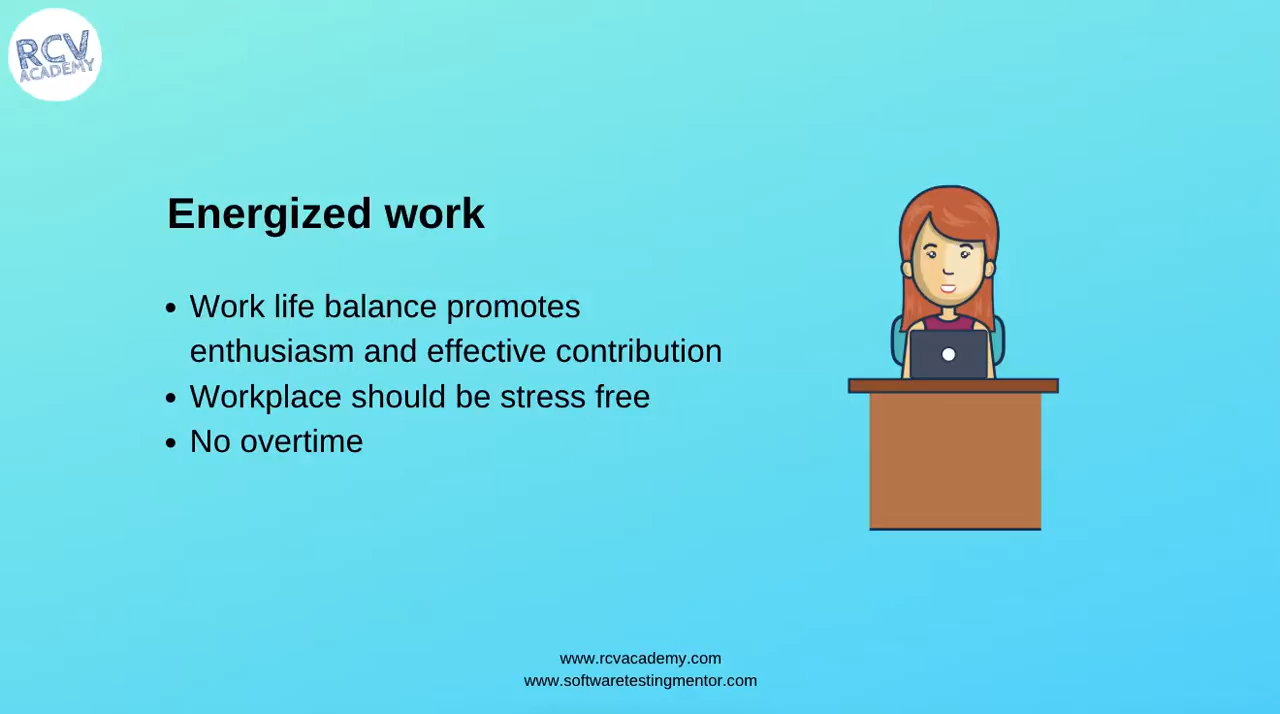 RCV
ACADEMY
Energized work
• Work life balance promotes
enthusiasm and effective contribution
• Workplace should be stress free
• No overtime
www.rcvacademy.com
www.softwaretestingmentor.com